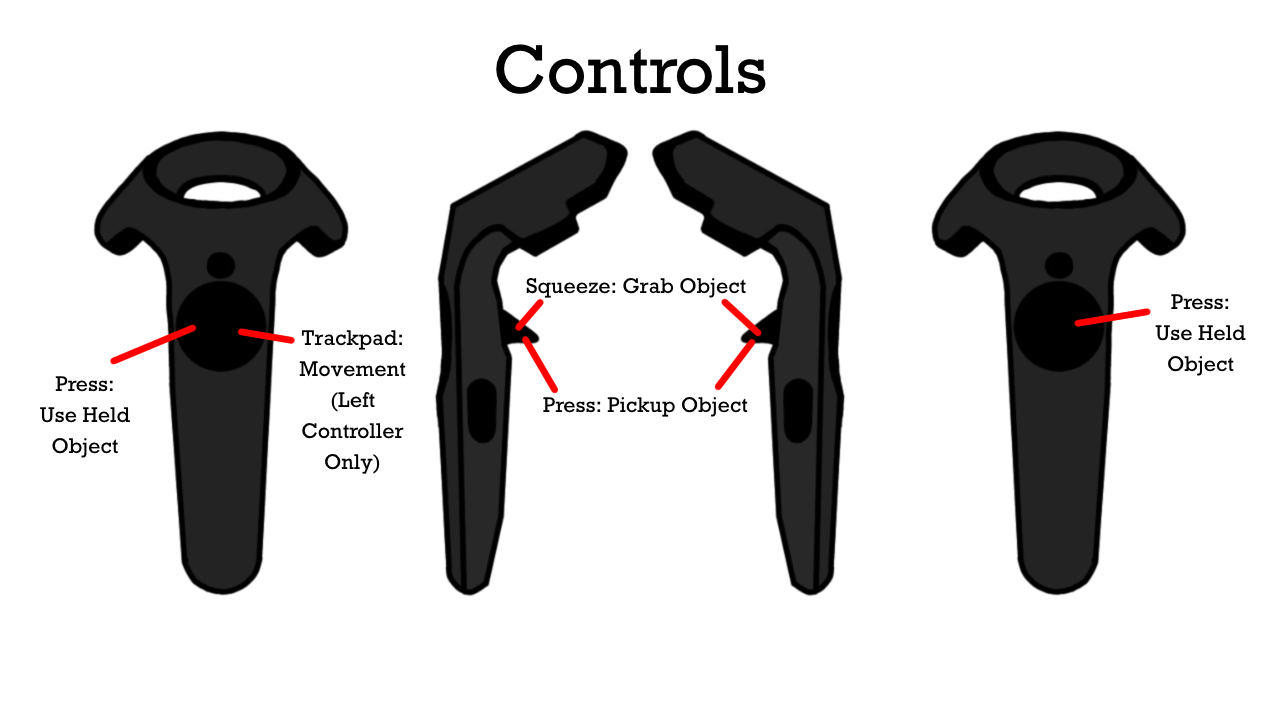 Controls
Squeeze: Grab Object
Press: Pickup Object
Press:
Use Held
Object
Trackpad:
Movement
(Left
Controller
Only)
Press:
Use Held
Object